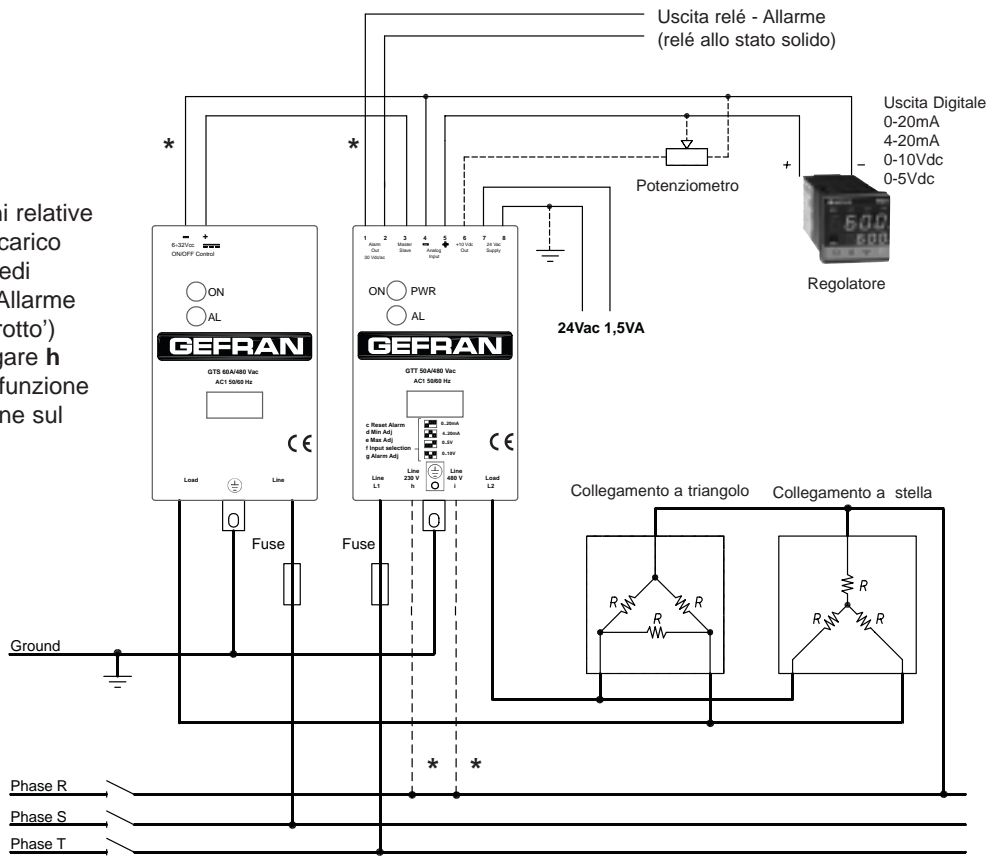 Uscita relé - Allarme
(relé allo stato solido)
Uscita Digitale
0-20mA
4-20mA
0-10Vdc
0-5Vdc
*
*
+
–
Potenziometro
600
600
Regolatore
ni relative
carico
edi
Allarme
rotto')
gare h
funzione
ne sul
- +
6÷32Vcc
ON/OFF Control
ON
AL
GEFRAN
GTS 60A/480 Vac
AC1 50/60 Hz
CE
Load
Line
1 2 3 4 5 6 7 8
Alarm Out 30 Vdc/ac
Master Slave
- +
Analog Input
+10 Vdc Out
24 Vac Supply
ON PWR
AL
GEFRAN
GTT 50A/480 Vac
AC1 50/60 Hz
c Reset Alarm
d Min Adj
e Max Adj
f Input selection
g Alarm Adj
0..20mA
4..20mA
0..5V
0..10V
CE
Line L1
Line 230 V h
Line 480 V i
Load L2
24Vac 1,5VA
Fuse
Fuse
Collegamento a triangolo
Collegamento a stella
R
R
R
R
R
R
Ground
*
*
Phase R
Phase S
Phase T